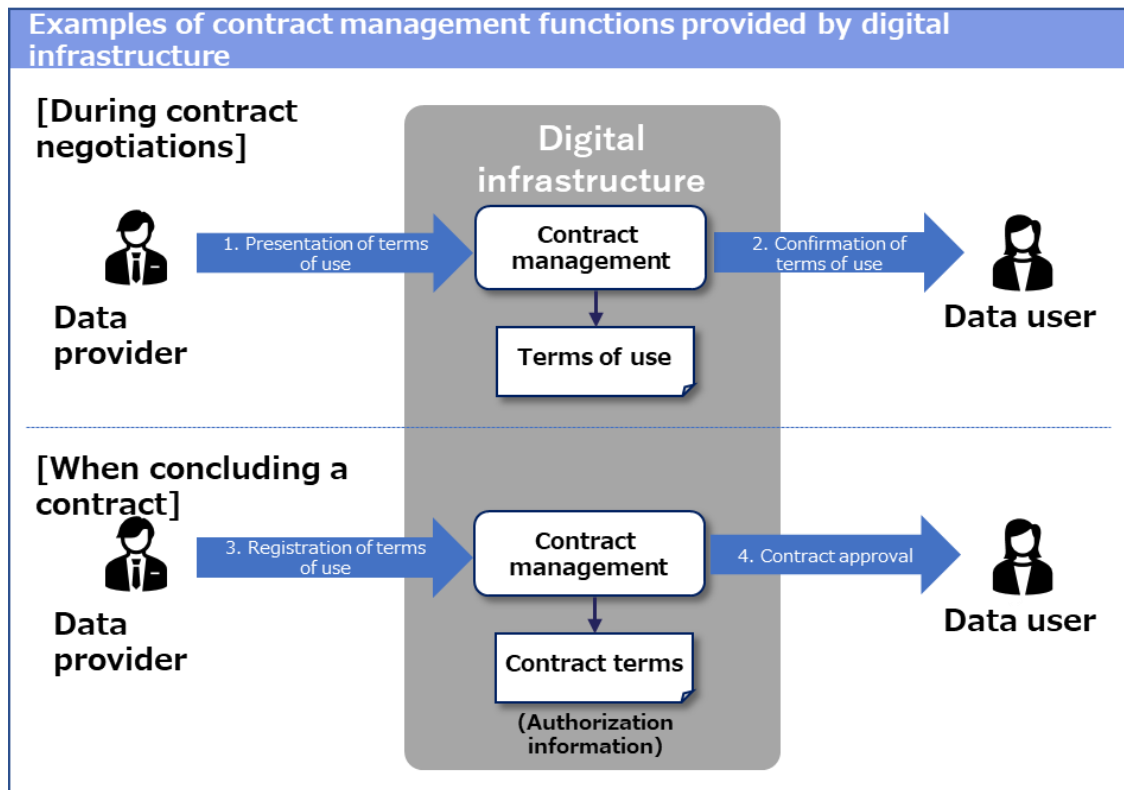 Examples of contract management functions provided by digital
infrastructure
[During contract
negotiations]
Digital
infrastructure
1. Presentation of terms
of use
Contract
management
2. Confirmation of
terms of use
Data
provider
Data user
Terms of use
[When concluding a
contract]
3. Registration of terms
of use
Contract
management
4. Contract approval
Data
provider
Data user
Contract terms
(Authorization
information)